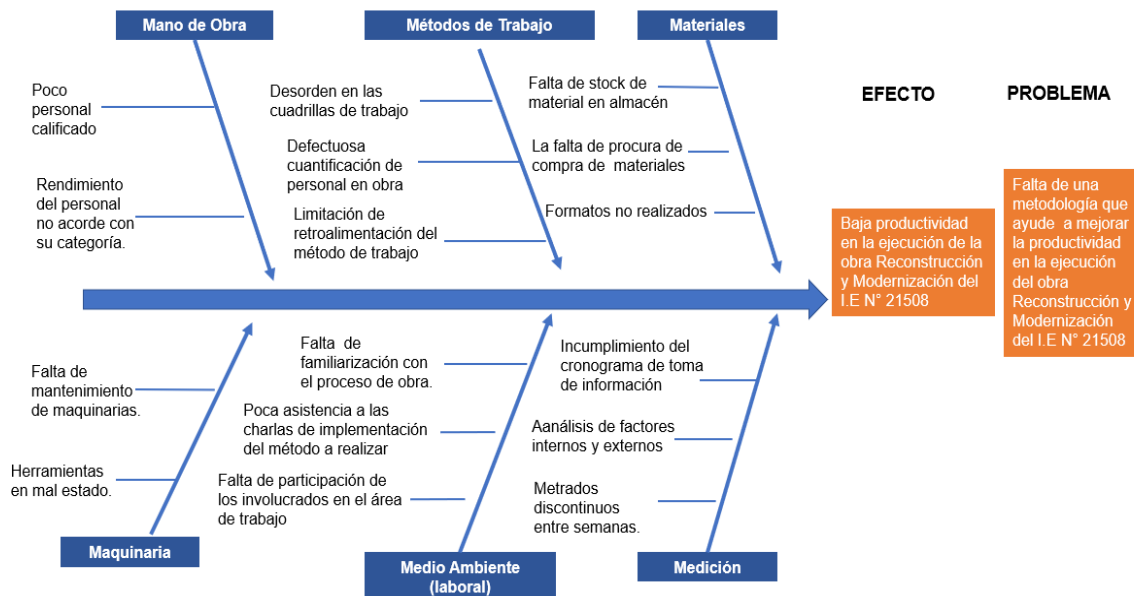 Mano de Obra
Métodos de Trabajo
Materiales
Poco
personal
calificado
Rendimiento
del personal
no acorde con
su categoría.
Desorden en las
cuadrillas de trabajo
Defectuosa
cuantificación de
personal en obra
Limitación de
retroalimentación del
método de trabajo
Falta de stock de
material en almacén
La falta de procura de
compra de materiales
Formatos no realizados
EFECTO
PROBLEMA
Baja productividad
en la ejecución de la
obra Reconstrucción
y Modernización del
I.E N° 21508
Falta de una
metodología que
ayude a mejorar
la productividad
en la ejecución
del obra
Reconstrucción y
Modernización
del I.E N° 21508
Falta de
mantenimiento
de maquinarias.
Herramientas
en mal estado.
Falta de
familiarización con
el proceso de obra.
Poca asistencia a las
charlas de implementación
del método a realizar
Falta de participación de
los involucrados en el área
de trabajo
Incumplimiento del
cronograma de toma
de información
Aanálisis de factores
internos y externos
Metrados
discontinuos
entre semanas.
Maquinaria
Medio Ambiente
(laboral)
Medición